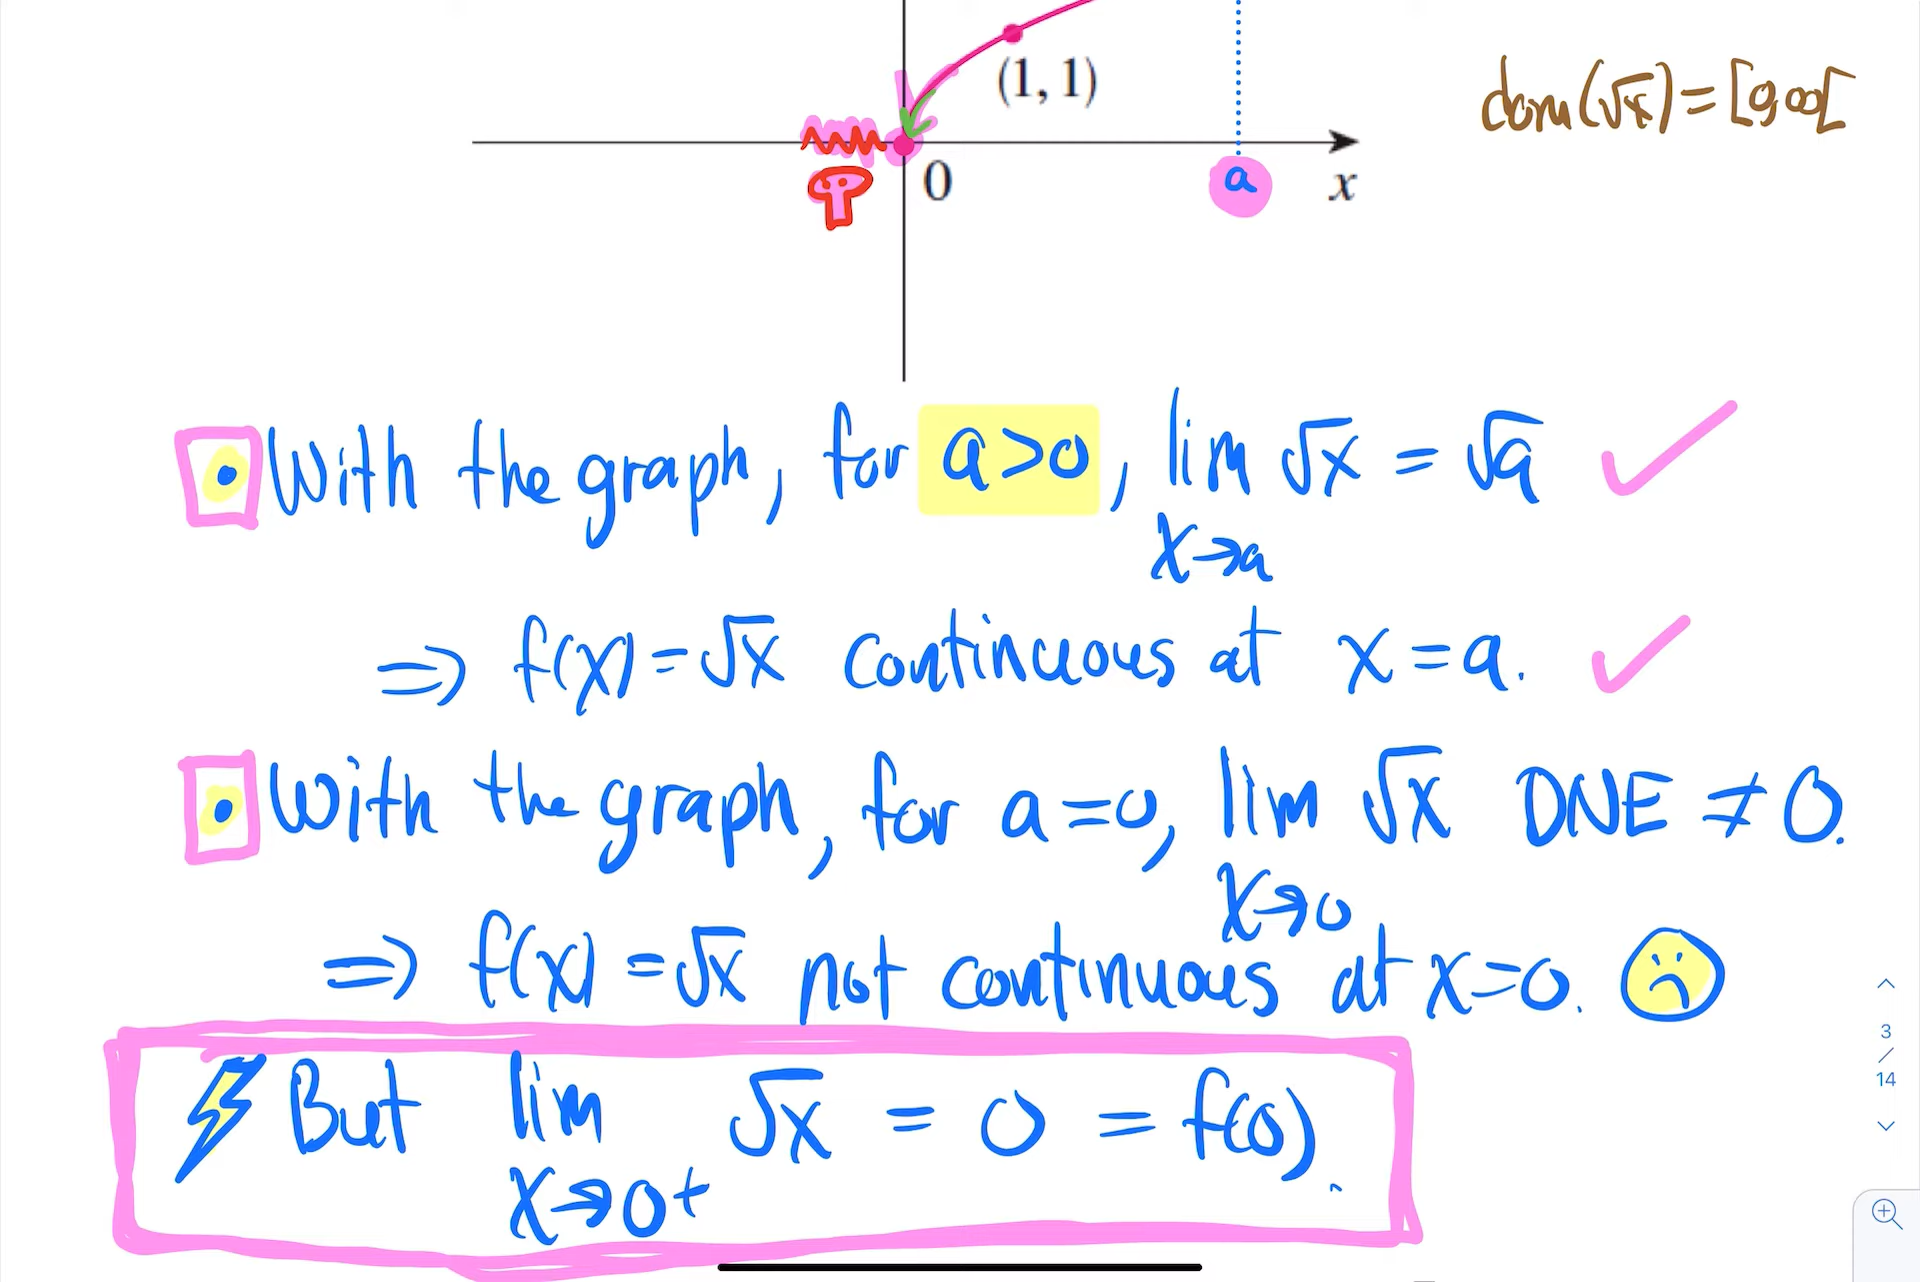 (1, 1)
dom(√x) = [0,∞[
0
a
x
• With the graph, for a>0, lim √x = √a
x→a
⇒ f(x) = √x continuous at x = a.
• With the graph, for a=0, lim √x DNE ≠ 0.
x→0
⇒ f(x) = √x not continuous at x=0.
But lim √x = 0 = f(0).
x→0+
3
/
14